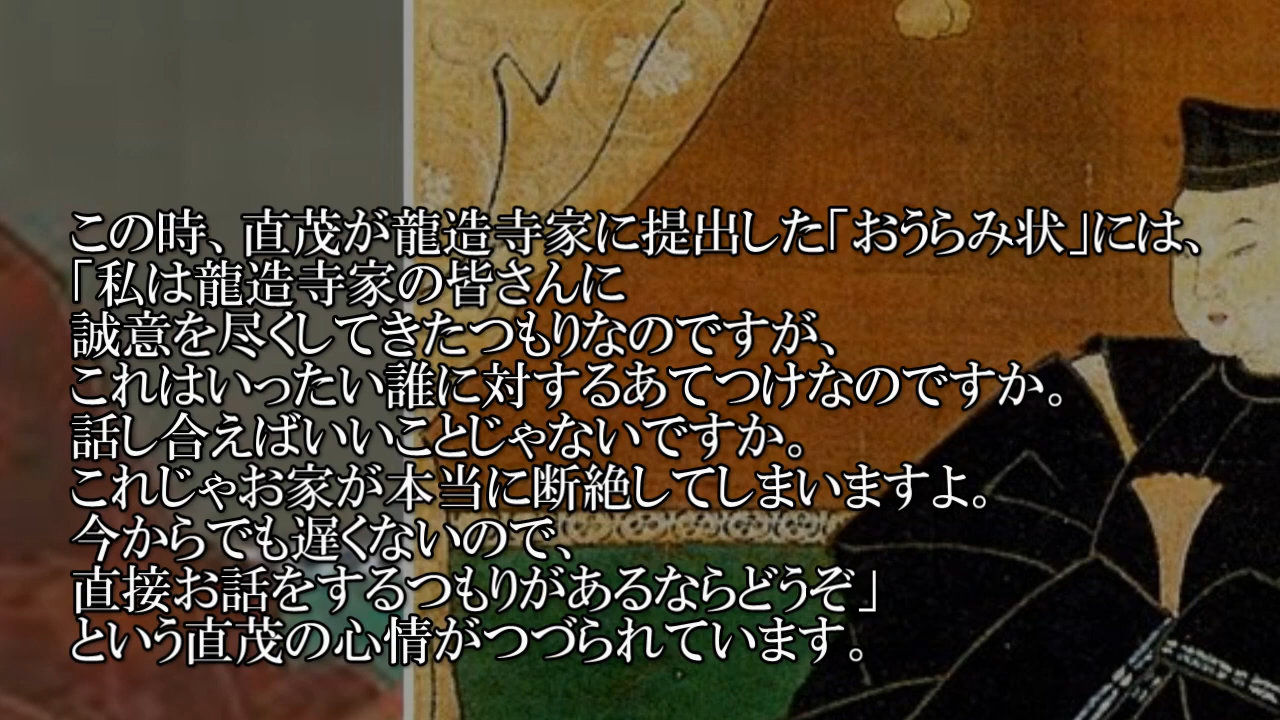 この時、直茂が龍造寺家に提出した「おうらみ状」には、
「私は龍造寺家の皆さんに
誠意を尽くしてきたつもりなのですが、
これはいったい誰に対するあてつけなのですか。
話し合えばいいことじゃないですか。
これじゃお家が本当に断絶してしまいますよ。
今からでも遅くないので、
直接お話をするつもりがあるならどうぞ」
という直茂の心情がつづられています。